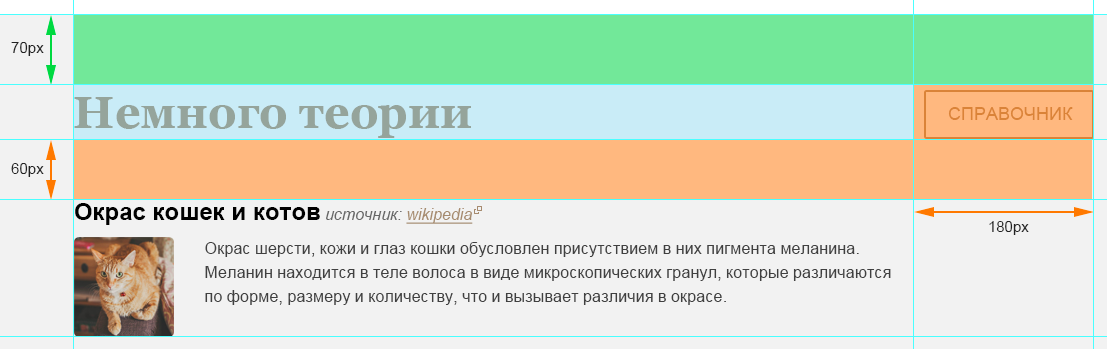 70px
Немного теории
СПРАВОЧНИК
60px
Окрас кошек и котов источник: wikipedia
180px
Окрас шерсти, кожи и глаз кошки обусловлен присутствием в них пигмента меланина.
Меланин находится в теле волоса в виде микроскопических гранул, которые различаются
по форме, размеру и количеству, что и вызывает различия в окрасе.